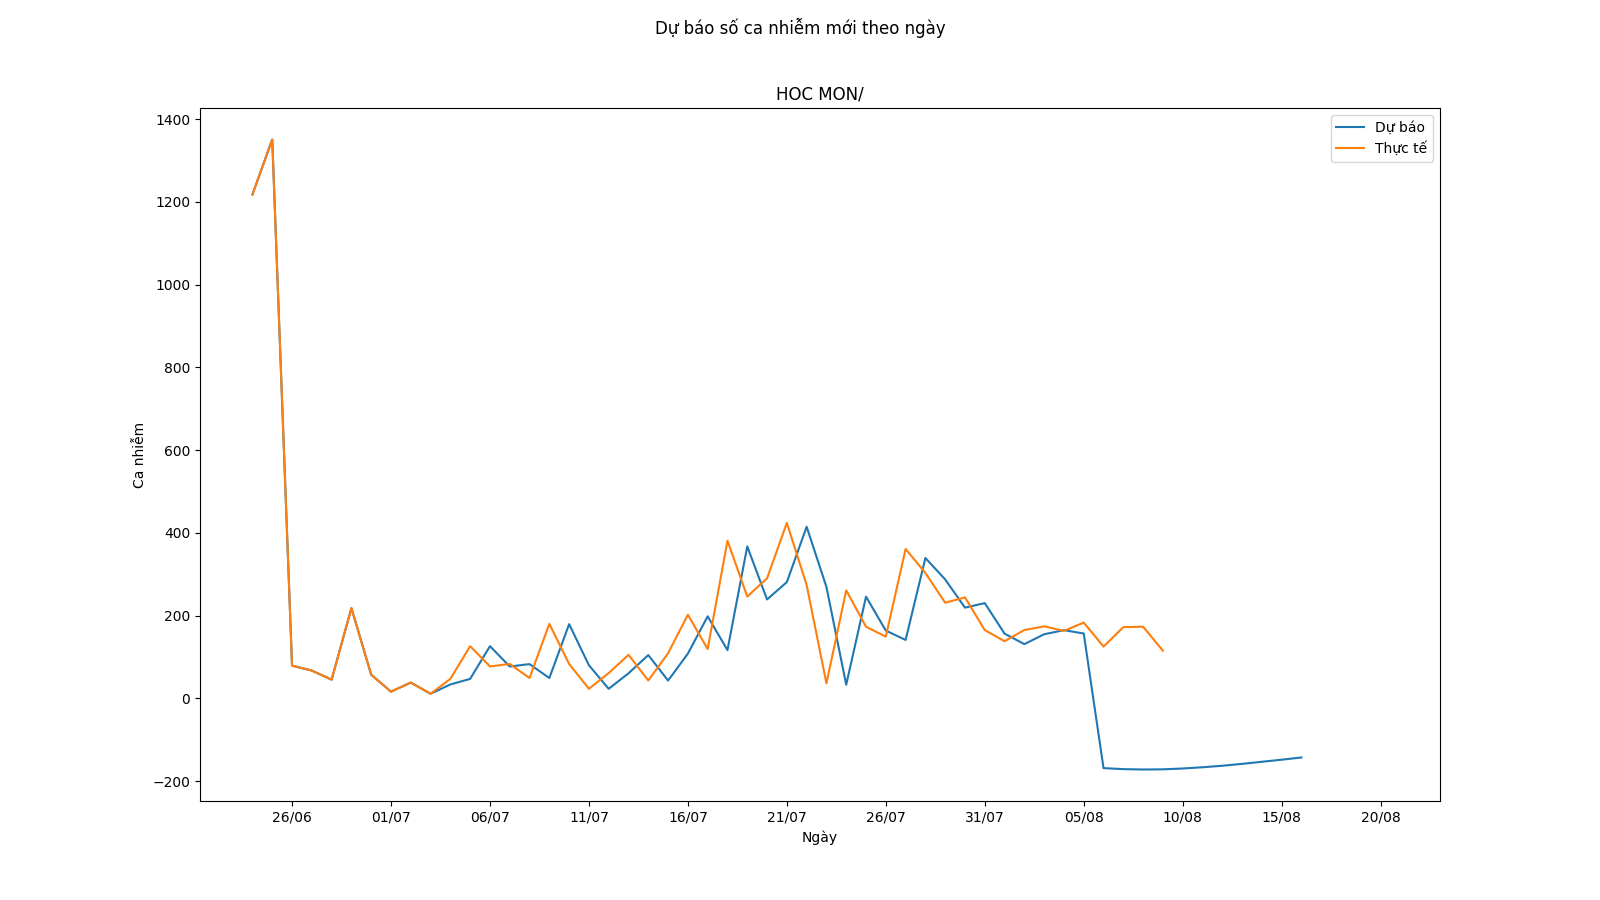 Dự báo số ca nhiễm mới theo ngày
HOC MON/
1400
1200
1000
800
600
400
200
0
−200
Ca nhiễm
Dự báo
Thực tế
26/06 01/07 06/07 11/07 16/07 21/07 26/07 31/07 05/08 10/08 15/08 20/08
Ngày